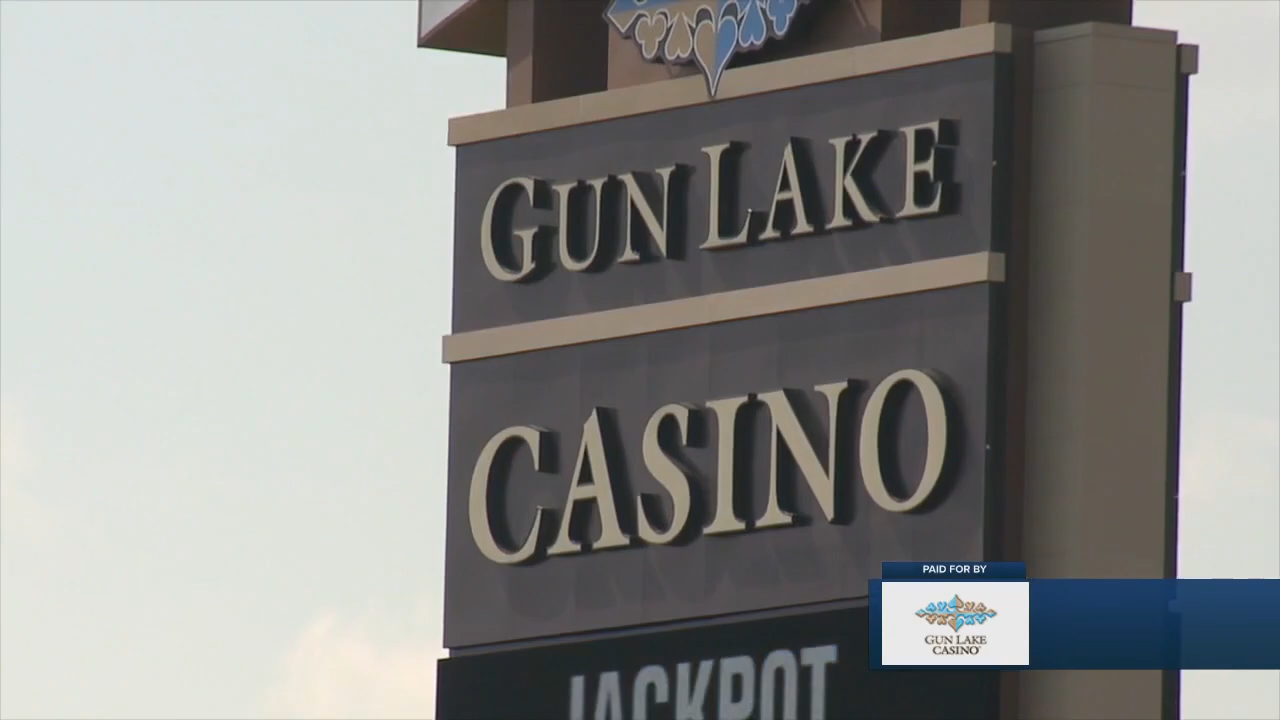 GUN LAKE
CASINO
JACKPOT
PAID FOR BY
GUN LAKE
CASINO